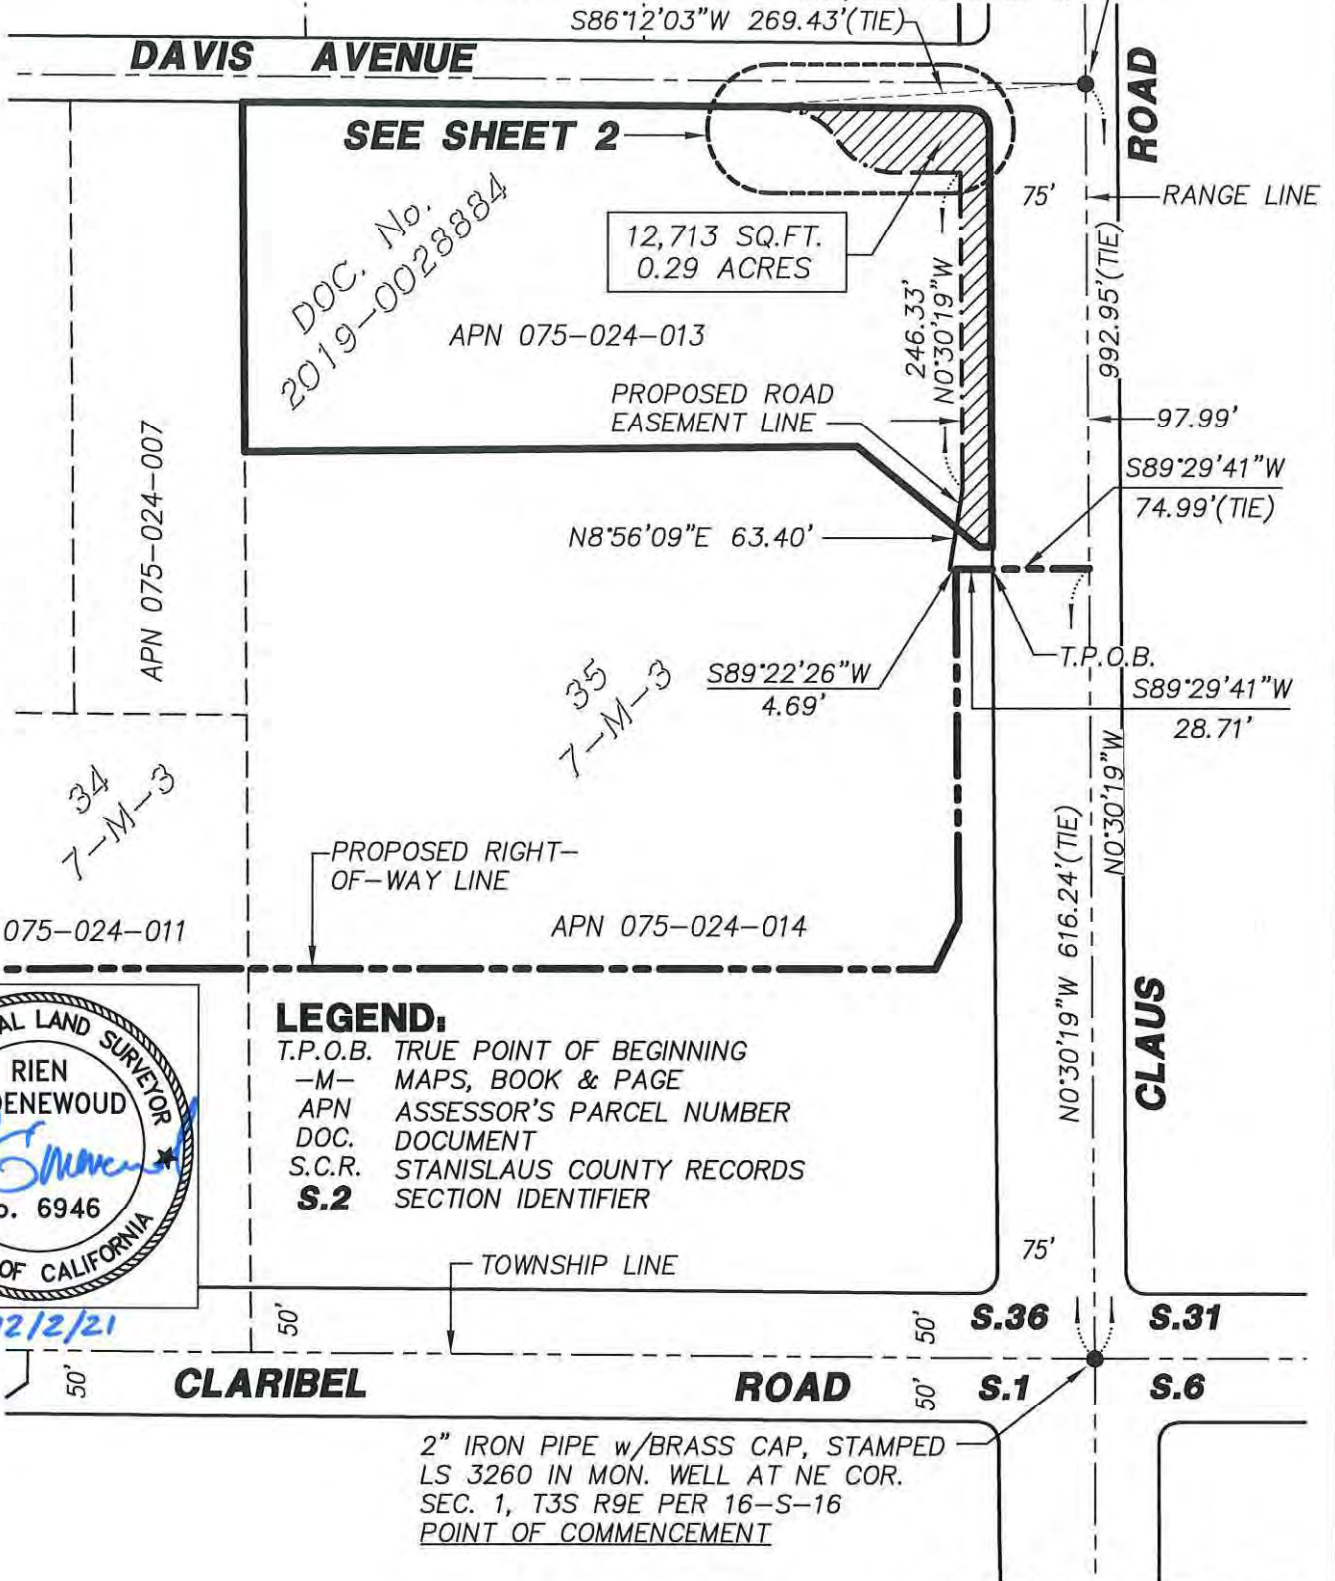 S86°12'03"W 269.43'(TIE)
DAVIS AVENUE
ROAD
SEE SHEET 2
75'
RANGE LINE
DOC. No.
2019-0028884
12,713 SQ.FT.
0.29 ACRES
246.33'
N0°30'19"W
992.95'(TIE)
APN 075-024-013
PROPOSED ROAD
EASEMENT LINE
97.99'
APN 075-024-007
S89°29'41"W
74.99'(TIE)
N8°56'09"E 63.40'
T.P.O.B.
35
7-M-3
S89°22'26"W
4.69'
S89°29'41"W
28.71'
34
7-M-3
N0°30'19"W
N0°30'19"W 616.24'(TIE)
PROPOSED RIGHT-
OF-WAY LINE
075-024-011
APN 075-024-014
CLAUS
LEGEND:
T.P.O.B. TRUE POINT OF BEGINNING
-M- MAPS, BOOK & PAGE
APN ASSESSOR'S PARCEL NUMBER
DOC. DOCUMENT
S.C.R. STANISLAUS COUNTY RECORDS
S.2 SECTION IDENTIFIER
AL LAND SURVEYOR
RIEN
DENEWOUD
o. 6946
OF CALIFORNIA
12/2/21
75'
TOWNSHIP LINE
50'
50'
S.36
S.31
50'
CLARIBEL ROAD
50'
S.1
S.6
2" IRON PIPE w/BRASS CAP, STAMPED
LS 3260 IN MON. WELL AT NE COR.
SEC. 1, T3S R9E PER 16-S-16
POINT OF COMMENCEMENT